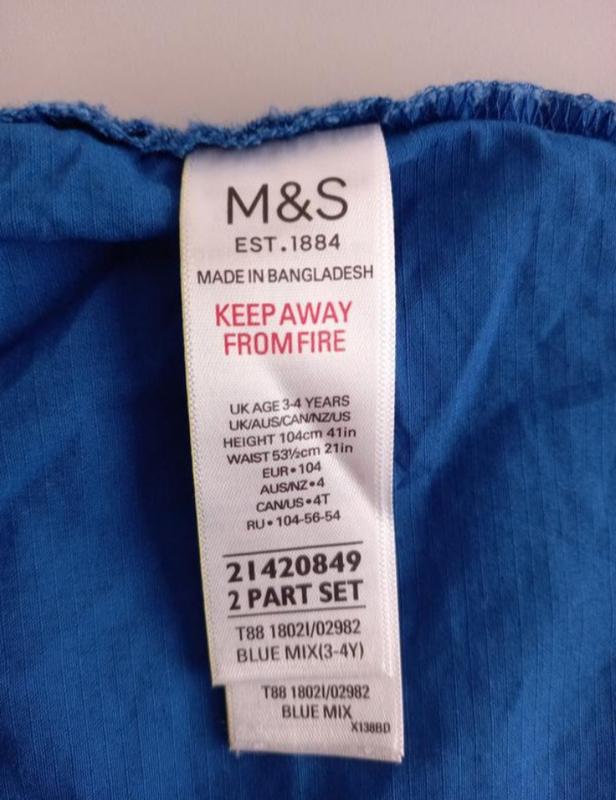 M&S
EST.1884
MADE IN BANGLADESH
KEEP AWAY
FROM FIRE
UK AGE 3-4 YEARS
UK/AUS/CAN/NZ/US
HEIGHT 104cm 41in
WAIST 53½cm 21in
EUR•104
AUS/NZ•4
CAN/US•4T
RU•104-56-54
21420849
2 PART SET
T88 1802I/02982
BLUE MIX(3-4Y)
T88 1802I/02982
BLUE MIX
X138BD